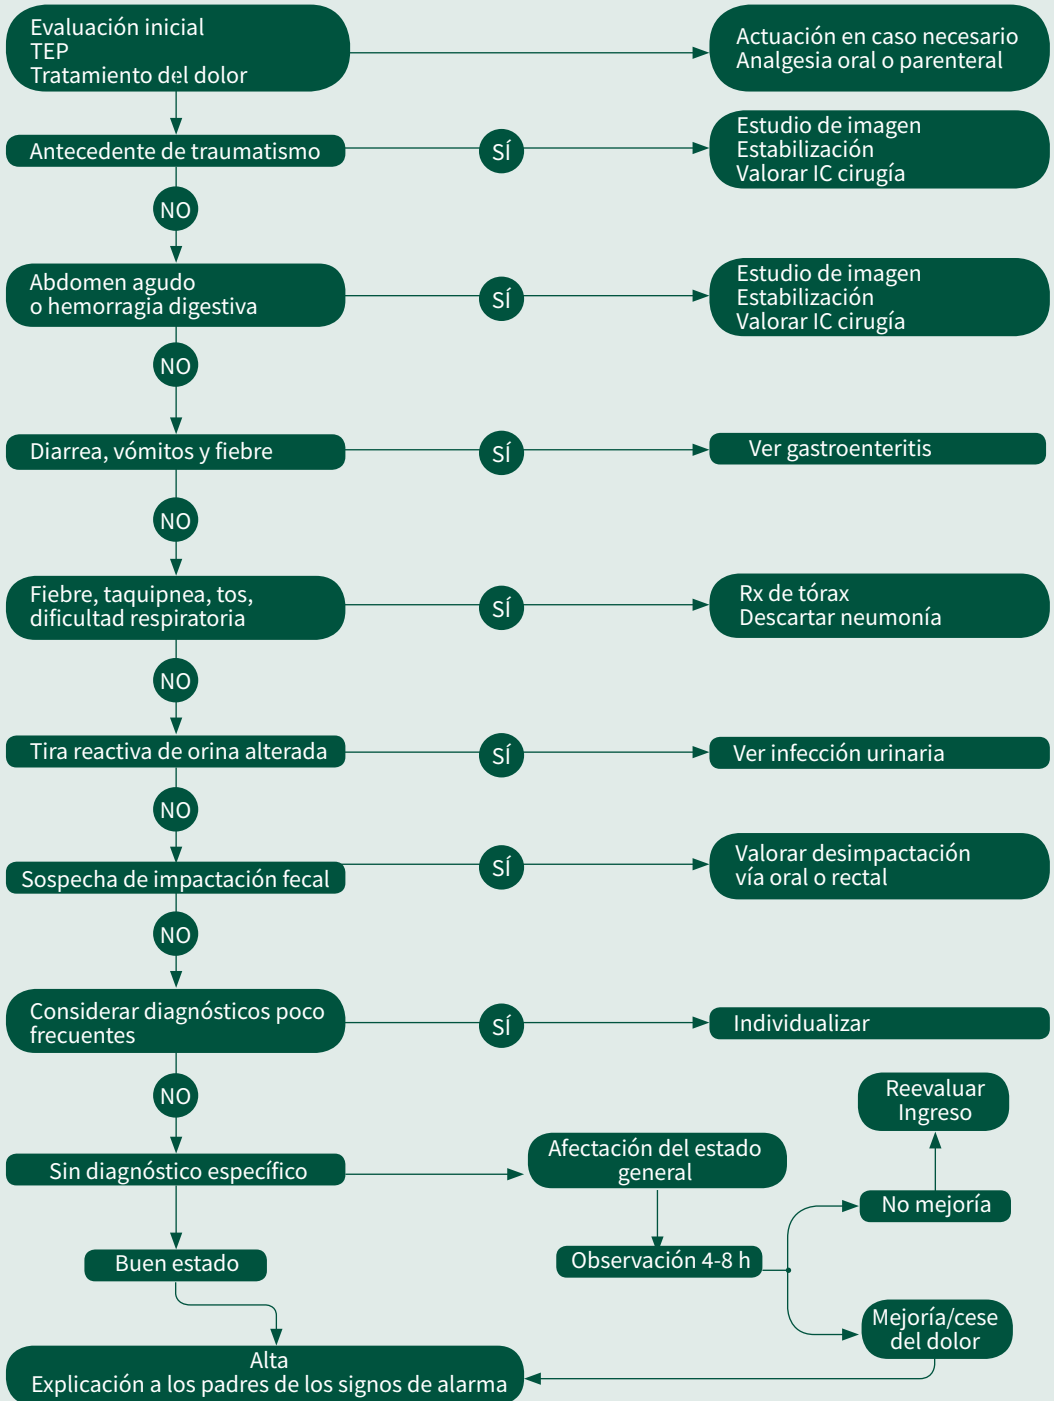 Evaluación inicial
TEP
Tratamiento del dolor
Actuación en caso necesario
Analgesia oral o parenteral
Antecedente de traumatismo
SÍ
Estudio de imagen
Estabilización
Valorar IC cirugía
NO
Abdomen agudo
o hemorragia digestiva
SÍ
Estudio de imagen
Estabilización
Valorar IC cirugía
NO
Diarrea, vómitos y fiebre
SÍ
Ver gastroenteritis
NO
Fiebre, taquipnea, tos,
dificultad respiratoria
SÍ
Rx de tórax
Descartar neumonía
NO
Tira reactiva de orina alterada
SÍ
Ver infección urinaria
NO
Sospecha de impactación fecal
SÍ
Valorar desimpactación
vía oral o rectal
NO
Considerar diagnósticos poco
frecuentes
SÍ
Individualizar
NO
Sin diagnóstico específico
Afectación del estado
general
Reevaluar
Ingreso
No mejoría
Buen estado
Observación 4-8 h
Mejoría/cese
del dolor
Alta
Explicación a los padres de los signos de alarma